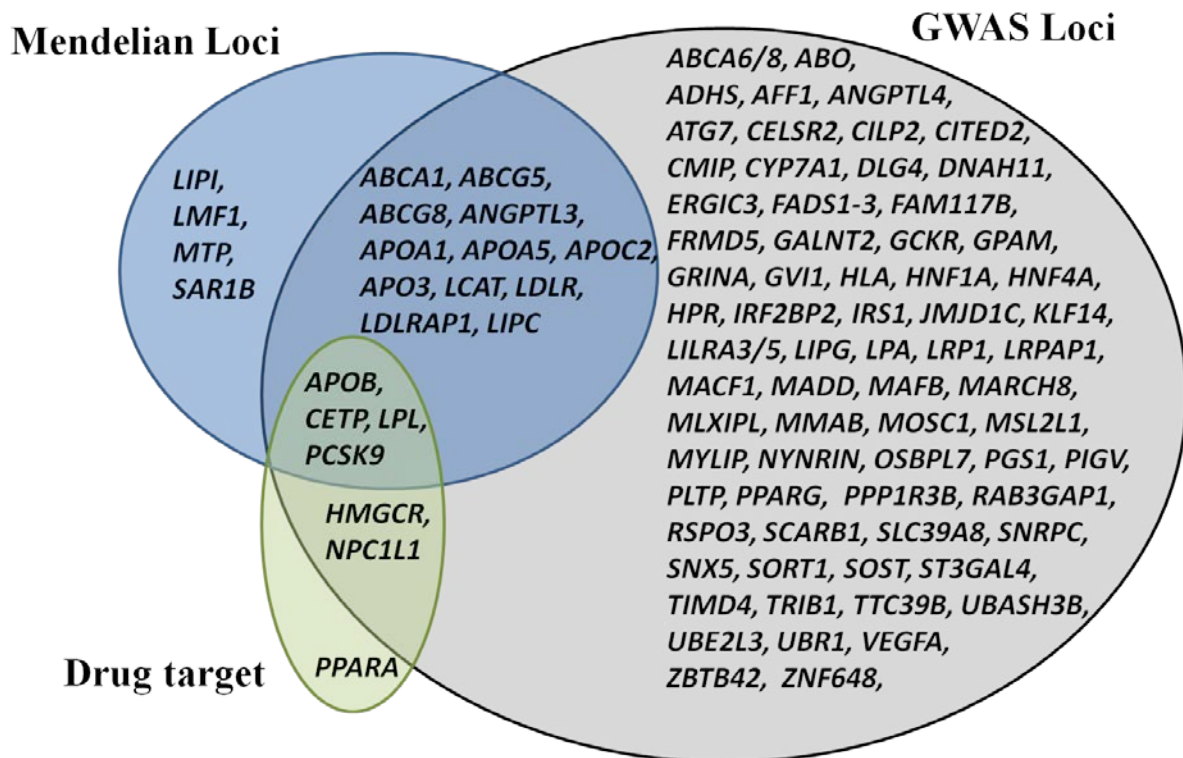 Mendelian Loci
GWAS Loci
LIPI,
LMF1,
MTP,
SAR1B
ABCA1, ABCG5,
ABCG8, ANGPTL3,
APOA1, APOA5, APOC2,
APO3, LCAT, LDLR,
LDLRAP1, LIPC
APOB,
CETP, LPL,
PCSK9
HMGCR,
NPC1L1
PPARA
Drug target
ABCA6/8, ABO,
ADHS, AFF1, ANGPTL4,
ATG7, CELSR2, CILP2, CITED2,
CMIP, CYP7A1, DLG4, DNAH11,
ERGIC3, FADS1-3, FAM117B,
FRMD5, GALNT2, GCKR, GPAM,
GRINA, GVI1, HLA, HNF1A, HNF4A,
HPR, IRF2BP2, IRS1, JMJD1C, KLF14,
LILRA3/5, LIPG, LPA, LRP1, LRPAP1,
MACF1, MADD, MAFB, MARCH8,
MLXIPL, MMAB, MOSC1, MSL2L1,
MYLIP, NYNRIN, OSBPL7, PGS1, PIGV,
PLTP, PPARG, PPP1R3B, RAB3GAP1,
RSPO3, SCARB1, SLC39A8, SNRPC,
SNX5, SORT1, SOST, ST3GAL4,
TIMD4, TRIB1, TTC39B, UBASH3B,
UBE2L3, UBR1, VEGFA,
ZBTB42, ZNF648,